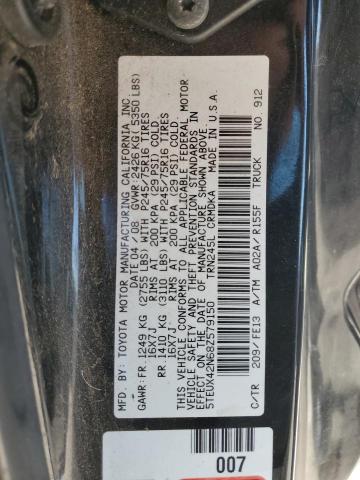 MFD BY: TOYOTA MOTOR MANUFACTURING CALIFORNIA INC
DATE 04 / 08 GVWR 2426 KG (5350 LBS)
GAWR: FR. 1249 KG (2755 LBS) WITH P245/75R16 TIRES
16X7J RIMS AT 200 KPA (29 PSI) COLD.
RR. 1410 KG (3110 LBS) WITH P245/75R16 TIRES
16X7J RIMS AT 200 KPA (29 PSI) COLD.
THIS VEHICLE CONFORMS TO ALL APPLICABLE FEDERAL MOTOR
VEHICLE SAFETY AND THEFT PREVENTION STANDARDS IN
EFFECT ON THE DATE OF MANUFACTURE SHOWN ABOVE.
5TEUX42N68Z579150 TRN245L CRMDKA MADE IN U.S.A.
C/TR 209/FE13 A/TM A02A/R155F TRUCK NO. 912
007